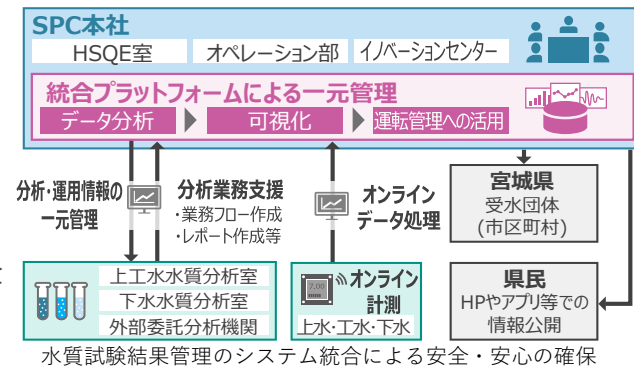 SPC本社
HSQE室
オペレーション部
イノベーションセンター
統合プラットフォームによる一元管理
データ分析
可視化
運転管理への活用
分析・運用情報の
一元管理
分析業務支援
・業務フロー作成
・レポート作成等
オンライン
データ処理
宮城県
受水団体
(市区町村)
上工水水質分析室
下水水質分析室
外部委託分析機関
7.00
オンライン
計測
上水・工水・下水
県民
HPやアプリ等での
情報公開
水質試験結果管理のシステム統合による安全・安心の確保